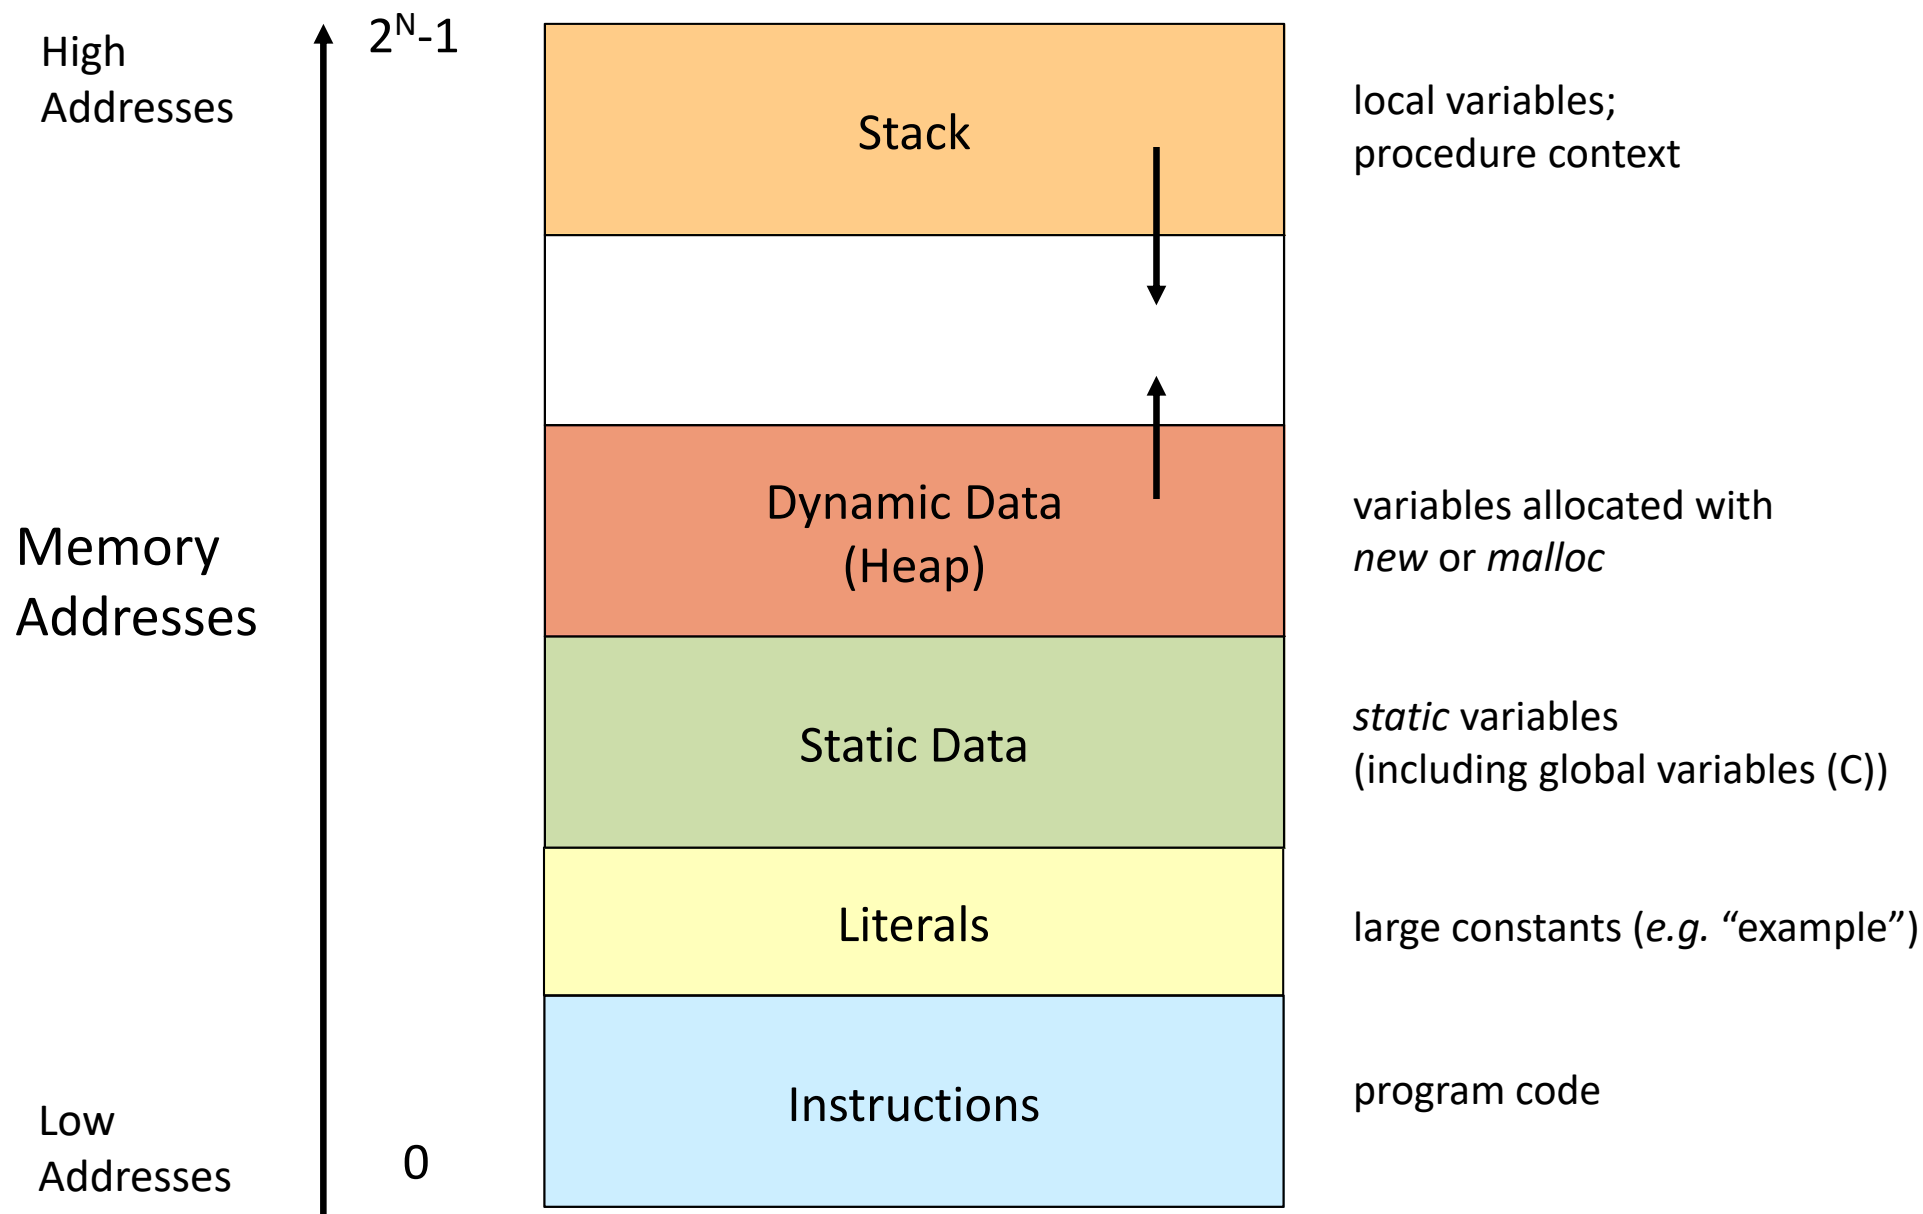 High
Addresses
2ᴺ-1
Stack
local variables;
procedure context
Memory
Addresses
Dynamic Data
(Heap)
variables allocated with
new or malloc
Static Data
static variables
(including global variables (C))
Literals
large constants (e.g. “example”)
Instructions
program code
Low
Addresses
0